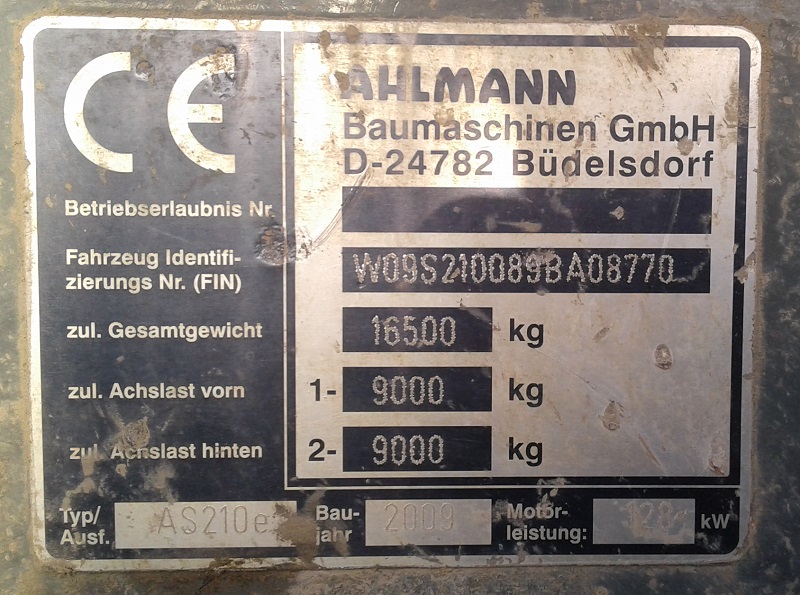 CE
AHLMANN
Baumaschinen GmbH
D-24782 Büdelsdorf
Betriebserlaubnis Nr
Fahrzeug Identifi-
zierungs Nr. (FIN) W09S210089BA08770
zul. Gesamtgewicht 16500 kg
zul. Achslast vorn 1- 9000 kg
zul. Achslast hinten 2- 9000 kg
Typ/
Ausf. AS210e
Bau-
jahr 2009
Motor-
leistung: 128 kW